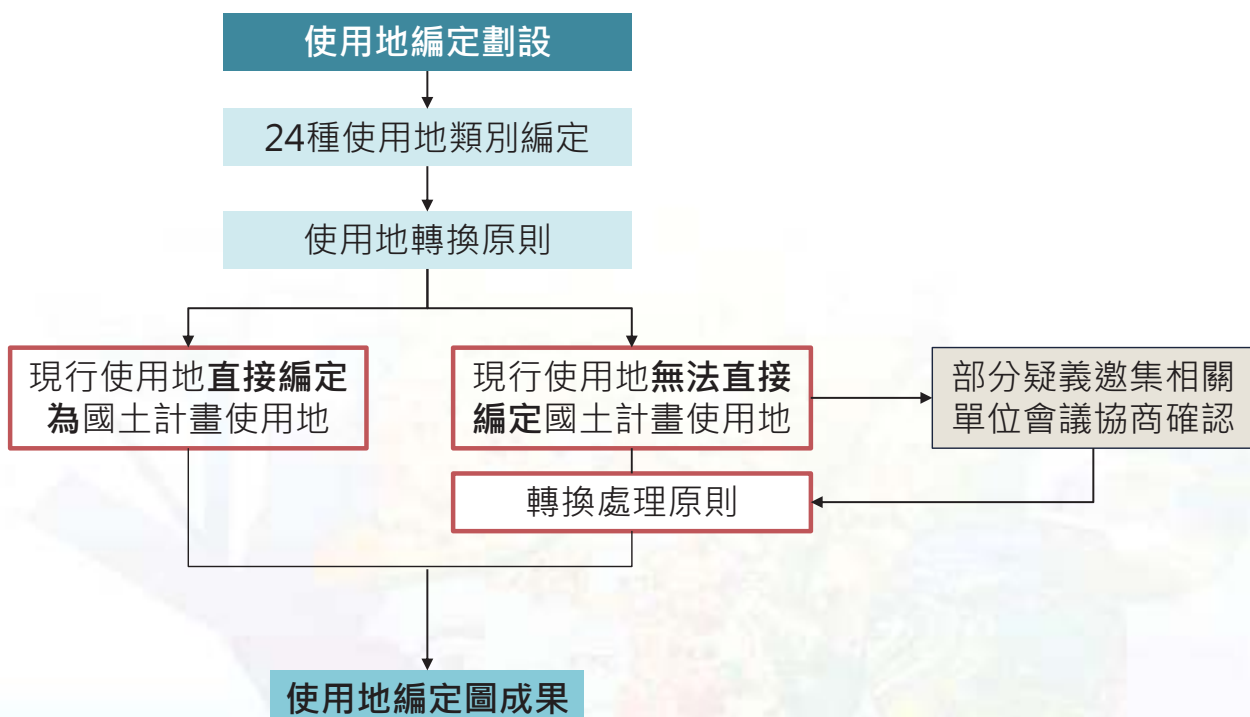 使用地編定劃設
24種使用地類別編定
使用地轉換原則
現行使用地直接編定
為國土計畫使用地
現行使用地無法直接
編定國土計畫使用地
部分疑義邀集相關
單位會議協商確認
轉換處理原則
使用地編定圖成果